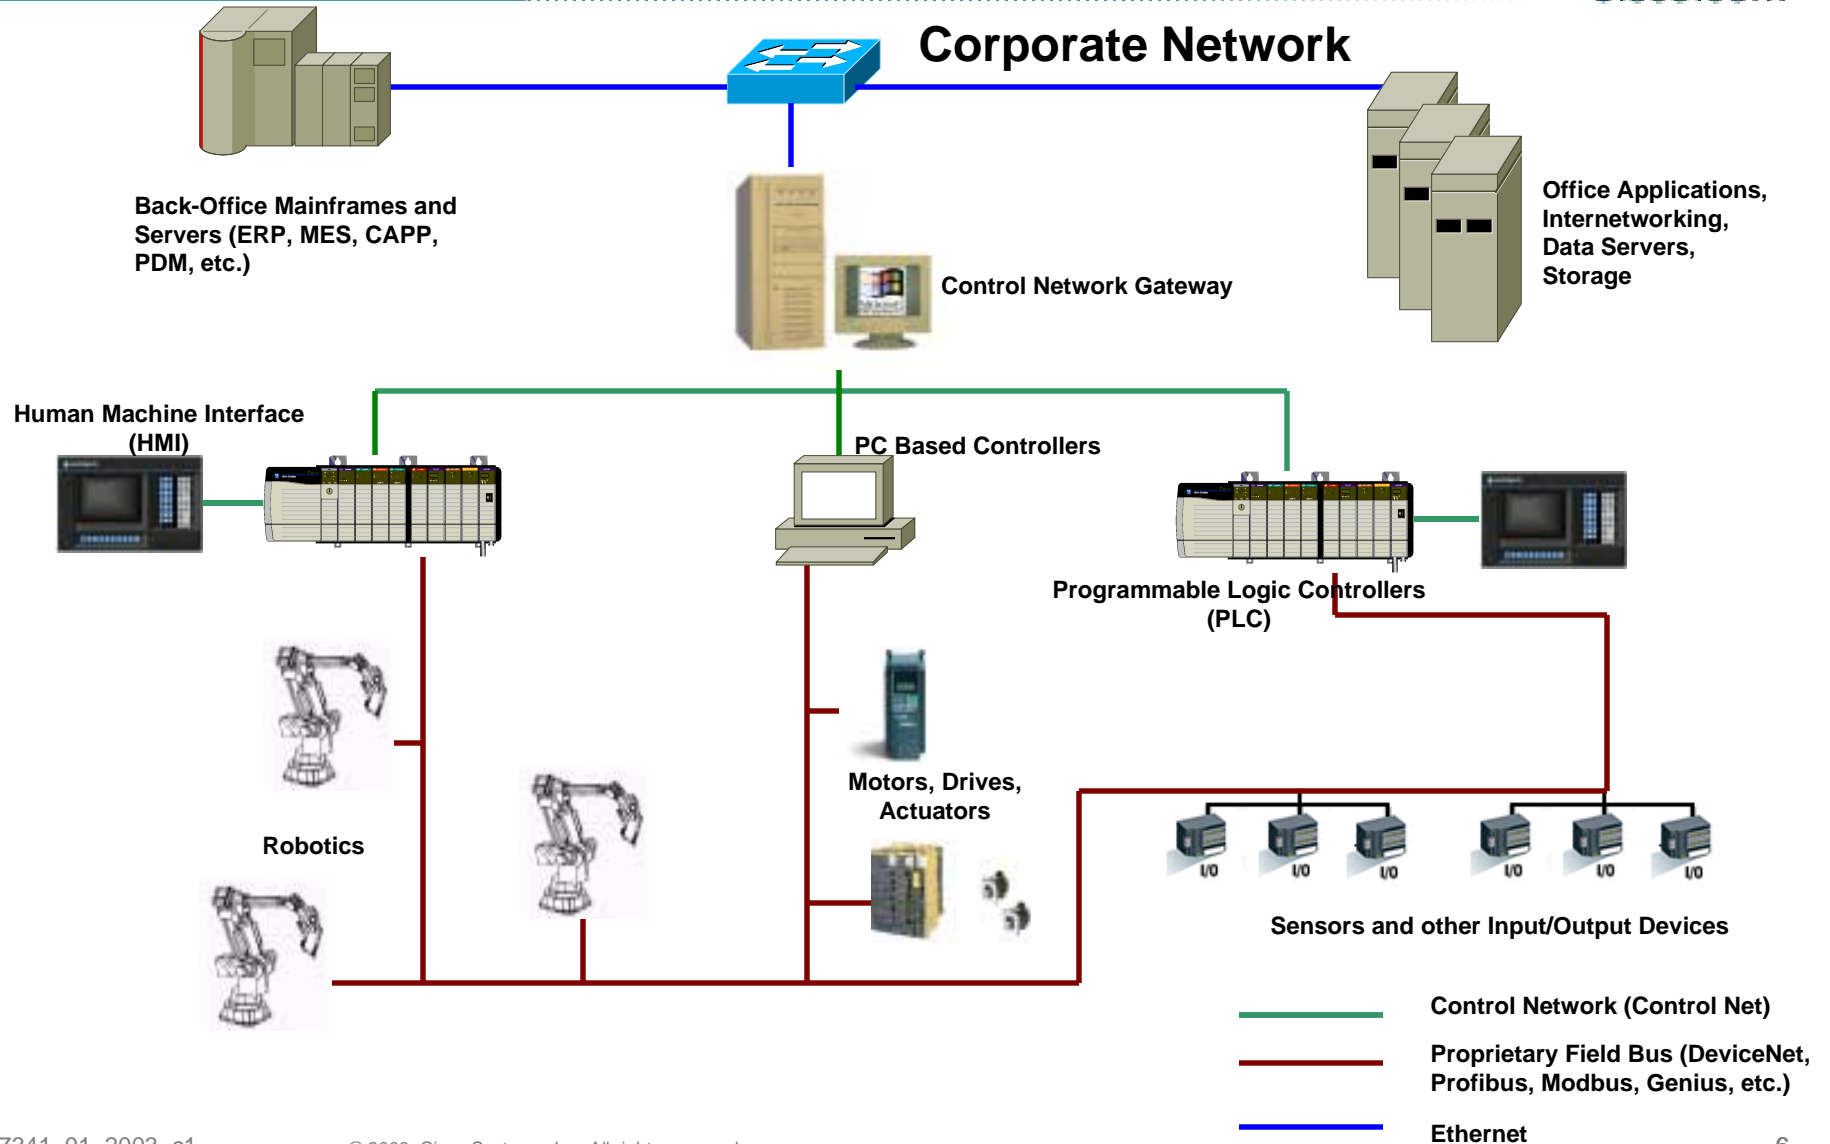 Corporate Network
Back-Office Mainframes and
Servers (ERP, MES, CAPP,
PDM, etc.)
Office Applications,
Internetworking,
Data Servers,
Storage
Control Network Gateway
Human Machine Interface
(HMI)
PC Based Controllers
Programmable Logic Controllers
(PLC)
Motors, Drives,
Actuators
Robotics
I/O
I/O
I/O
I/O
I/O
I/O
Sensors and other Input/Output Devices
Control Network (Control Net)
Proprietary Field Bus (DeviceNet,
Profibus, Modbus, Genius, etc.)
Ethernet
6